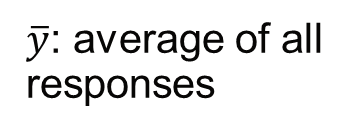 ȳ: average of all
responses